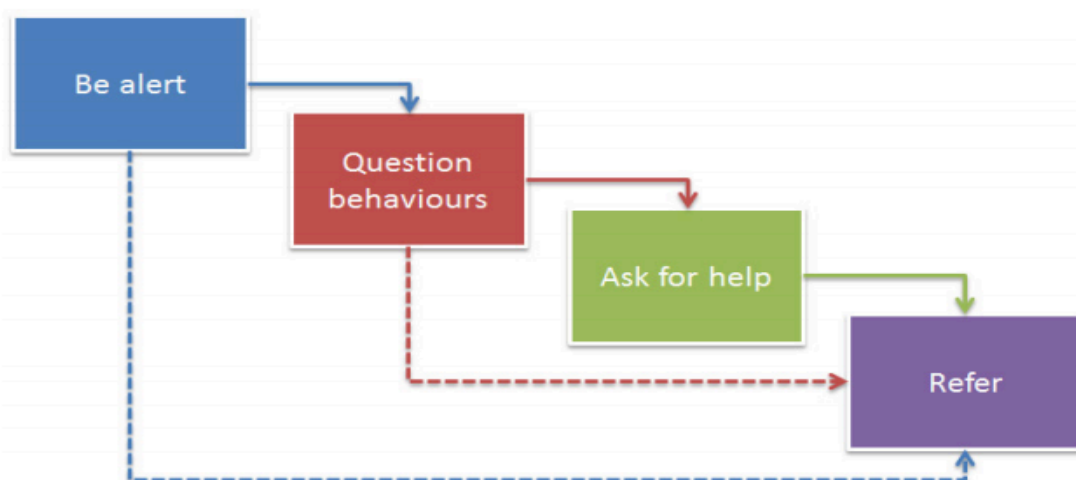 Be alert
Question
behaviours
Ask for help
Refer